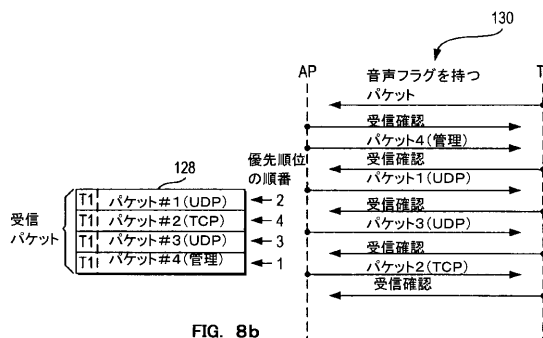 130
AP
音声フラグを持つ
パケット
T
受信確認
パケット4(管理)
受信確認
パケット1(UDP)
受信確認
パケット3(UDP)
受信確認
パケット2(TCP)
受信確認
128
優先順位
の順番
受信
パケット
T1 パケット#1(UDP) 2
T1 パケット#2(TCP) 4
T1 パケット#3(UDP) 3
T1 パケット#4(管理) 1
FIG. 8b